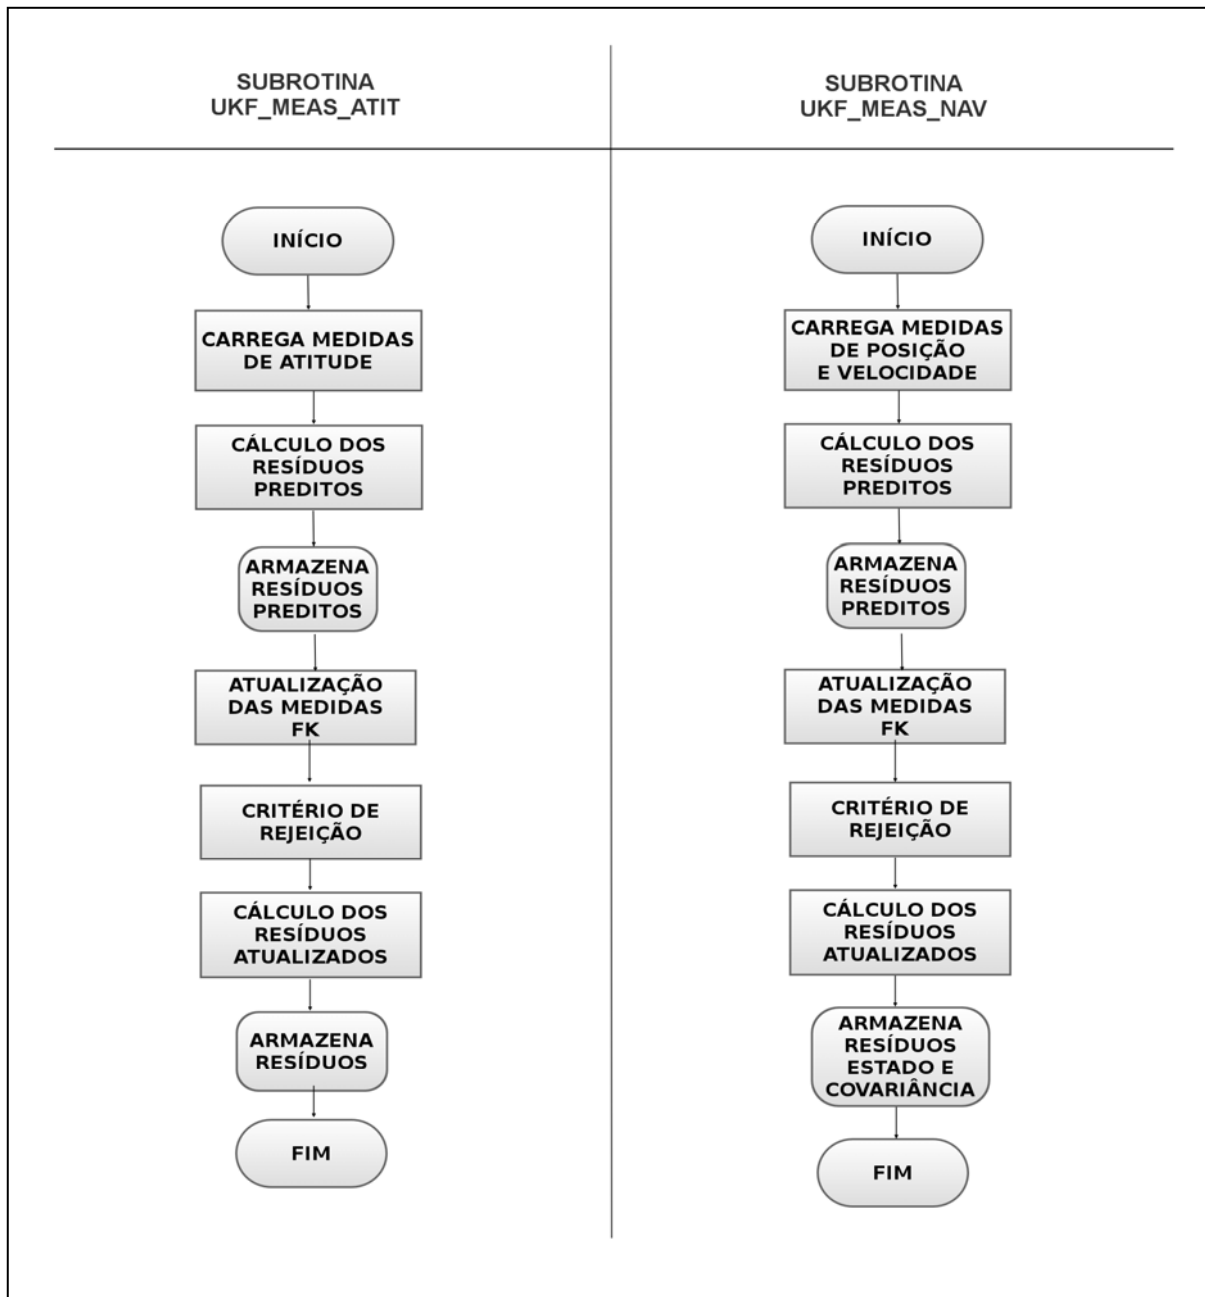 SUBROTINA
UKF_MEAS_ATIT
INÍCIO
CARREGA MEDIDAS
DE ATITUDE
CÁLCULO DOS
RESÍDUOS
PREDITOS
ARMAZENA
RESÍDUOS
PREDITOS
ATUALIZAÇÃO
DAS MEDIDAS
FK
CRITÉRIO DE
REJEIÇÃO
CÁLCULO DOS
RESÍDUOS
ATUALIZADOS
ARMAZENA
RESÍDUOS
FIM
SUBROTINA
UKF_MEAS_NAV
INÍCIO
CARREGA MEDIDAS
DE POSIÇÃO
E VELOCIDADE
CÁLCULO DOS
RESÍDUOS
PREDITOS
ARMAZENA
RESÍDUOS
PREDITOS
ATUALIZAÇÃO
DAS MEDIDAS
FK
CRITÉRIO DE
REJEIÇÃO
CÁLCULO DOS
RESÍDUOS
ATUALIZADOS
ARMAZENA
RESÍDUOS
ESTADO E
COVARIÂNCIA
FIM